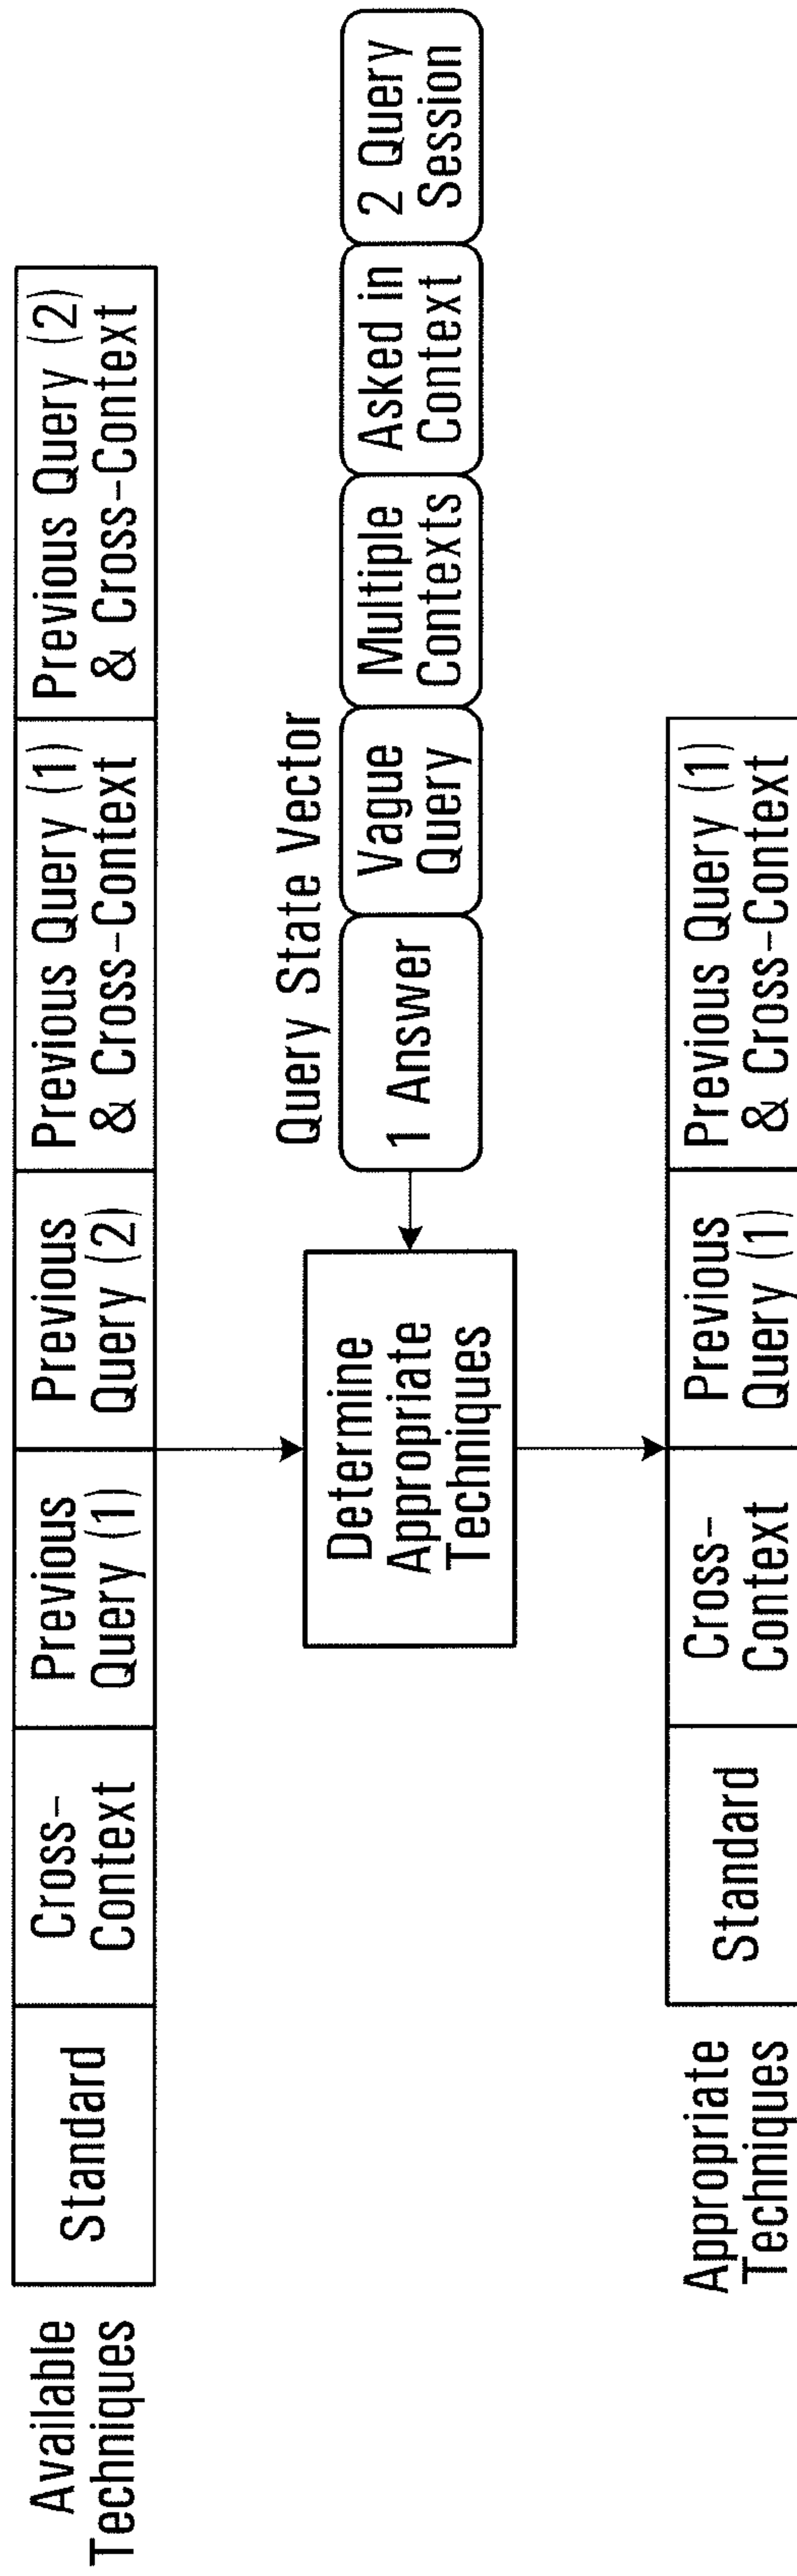 Available
Techniques
Standard
Cross-
Context
Previous
Query (1)
Previous
Query (2)
Previous Query (1)
& Cross-Context
Previous Query (2)
& Cross-Context
Query State Vector
Determine
Appropriate
Techniques
1 Answer
Vague
Query
Multiple
Contexts
Asked in
Context
2 Query
Session
Appropriate
Techniques
Standard
Cross-
Context
Previous
Query (1)
Previous Query (1)
& Cross-Context